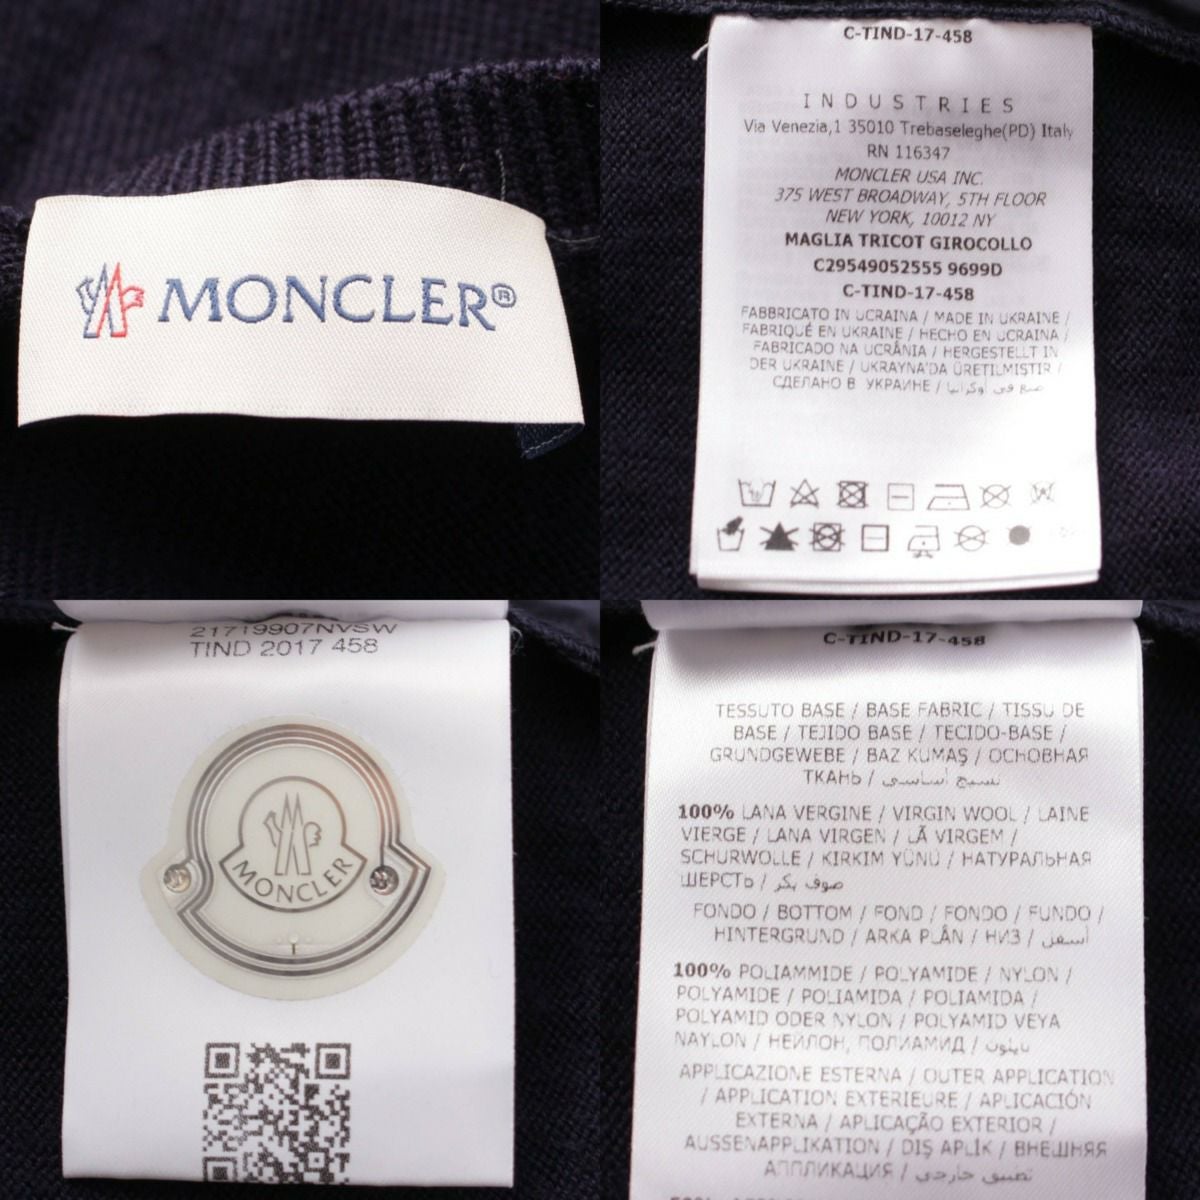 MONCLER®
C-TIND-17-458
INDUSTRIES
Via Venezia,1 35010 Trebaseleghe(PD) Italy
RN 116347
MONCLER USA INC.
375 WEST BROADWAY, 5TH FLOOR
NEW YORK, 10012 NY
MAGLIA TRICOT GIROCOLLO
C29549052555 9699D
C-TIND-17-458
FABBRICATO IN UCRAINA / MADE IN UKRAINE /
FABRIQUÉ EN UKRAINE / HECHO EN UCRAINA /
FABRICADO NA UCRÂNIA / HERGESTELLT IN
DER UKRAINE / UKRAYNA'DA ÜRETILMIŞTIR /
СДЕЛАНО В УКРАИНЕ / صنع في أوكرانيا
21719907NVSW
TIND 2017 458
MONCLER
C-TIND-17-458
TESSUTO BASE / BASE FABRIC / TISSU DE
BASE / TEJIDO BASE / TECIDO-BASE /
GRUNDGEWEBE / BAZ KUMAŞ / ОСНОВНАЯ
ТКАНЬ / نسيج أساسي
100% LANA VERGINE / VIRGIN WOOL / LAINE
VIERGE / LANA VIRGEN / LÃ VIRGEM /
SCHURWOLLE / KIRKIM YÜNÜ / НАТУРАЛЬНАЯ
ШЕРСТЬ / صوف بكر
FONDO / BOTTOM / FOND / FONDO / FUNDO /
HINTERGRUND / ARKA PLÂN / НИЗ / أسفل
100% POLIAMMIDE / POLYAMIDE / NYLON /
POLYAMIDE / POLIAMIDA / POLIAMIDA /
POLYAMID ODER NYLON / POLYAMID VEYA
NAYLON / НЕЙЛОН, ПОЛИАМИД / نايلون
APPLICAZIONE ESTERNA / OUTER APPLICATION
/ APPLICATION EXTERIEURE / APLICACIÓN
EXTERNA / APLICAÇÃO EXTERIOR /
AUSSENAPPLIKATION / DIŞ APLİK / ВНЕШНЯЯ
АППЛИКАЦИЯ / تطبيق خارجي